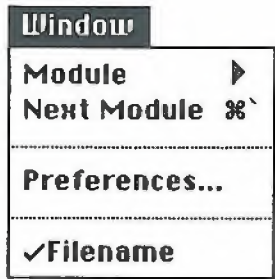 Window
Module ▶
Next Module ⌘`
Preferences...
✓Filename